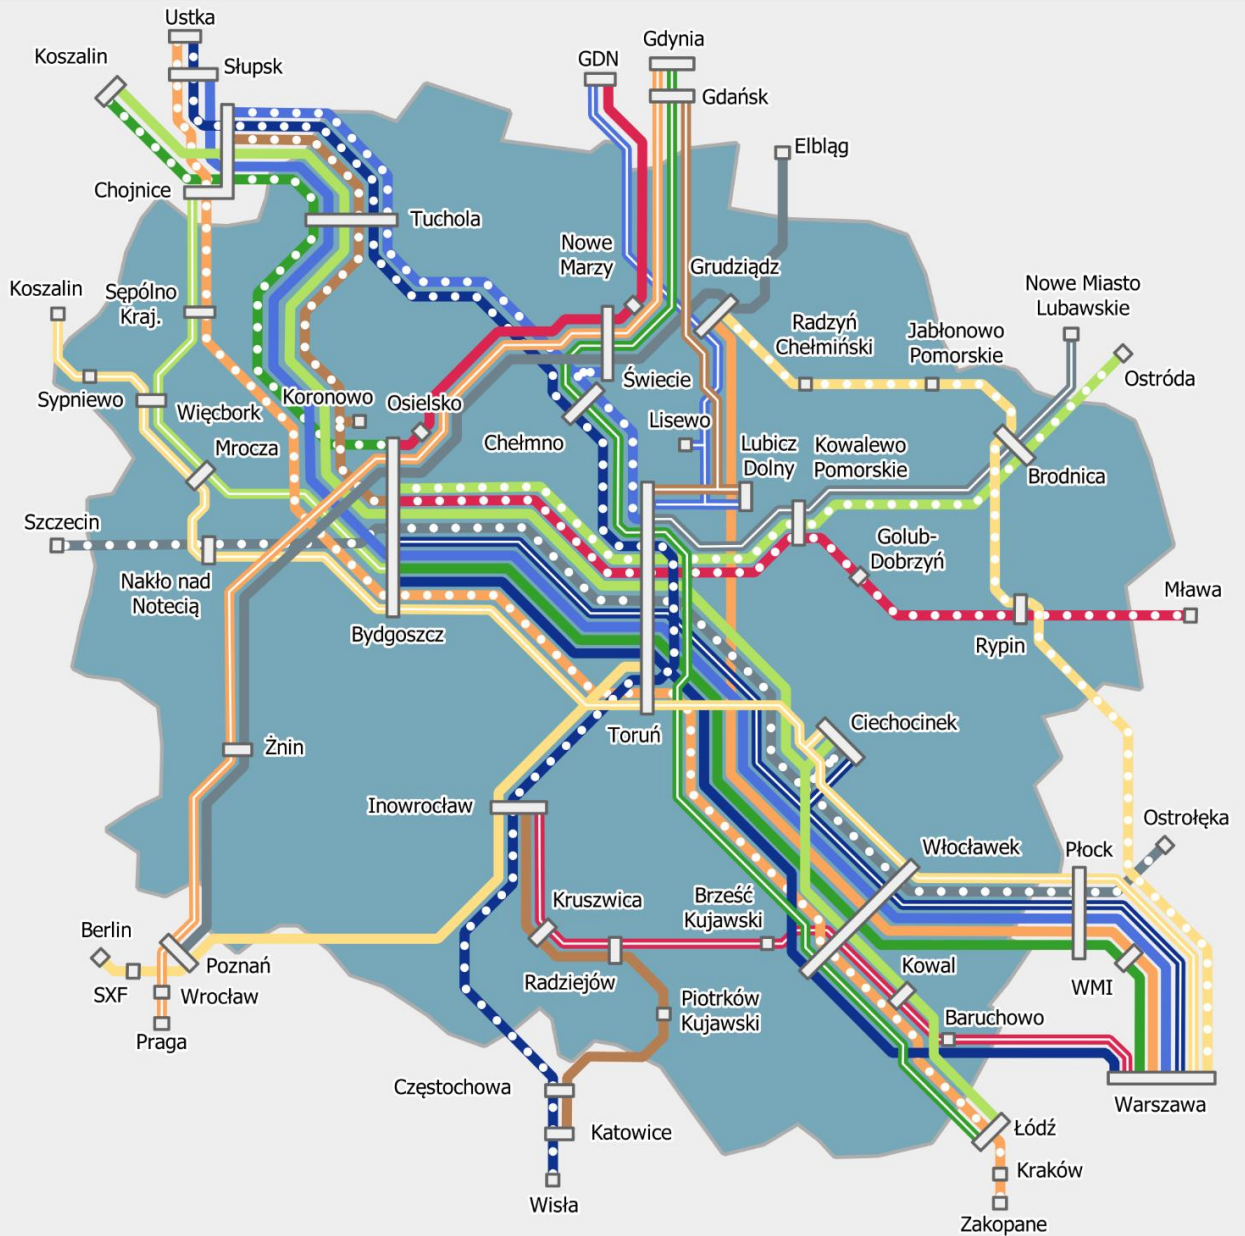 Ustka
Koszalin
Słupsk
GDN
Gdynia
Gdańsk
Elbląg
Chojnice
Tuchola
Nowe
Marzy
Grudziądz
Koszalin
Sępólno
Kraj.
Nowe Miasto
Lubawskie
Radzyń
Chełmiński
Jabłonowo
Pomorskie
Ostróda
Sypniewo
Więcbork
Koronowo
Osielsko
Świecie
Chełmno
Lisewo
Lubicz
Dolny
Kowalewo
Pomorskie
Brodnica
Mrocza
Szczecin
Nakło nad
Notecią
Bydgoszcz
Golub-
Dobrzyń
Mława
Rypin
Żnin
Toruń
Ciechocinek
Inowrocław
Włocławek
Płock
Ostrołęka
Kruszwica
Brześć
Kujawski
Berlin
SXF
Poznań
Wrocław
Praga
Radziejów
Kowal
WMI
Piotrków
Kujawski
Baruchowo
Częstochowa
Warszawa
Katowice
Łódź
Kraków
Wisła
Zakopane